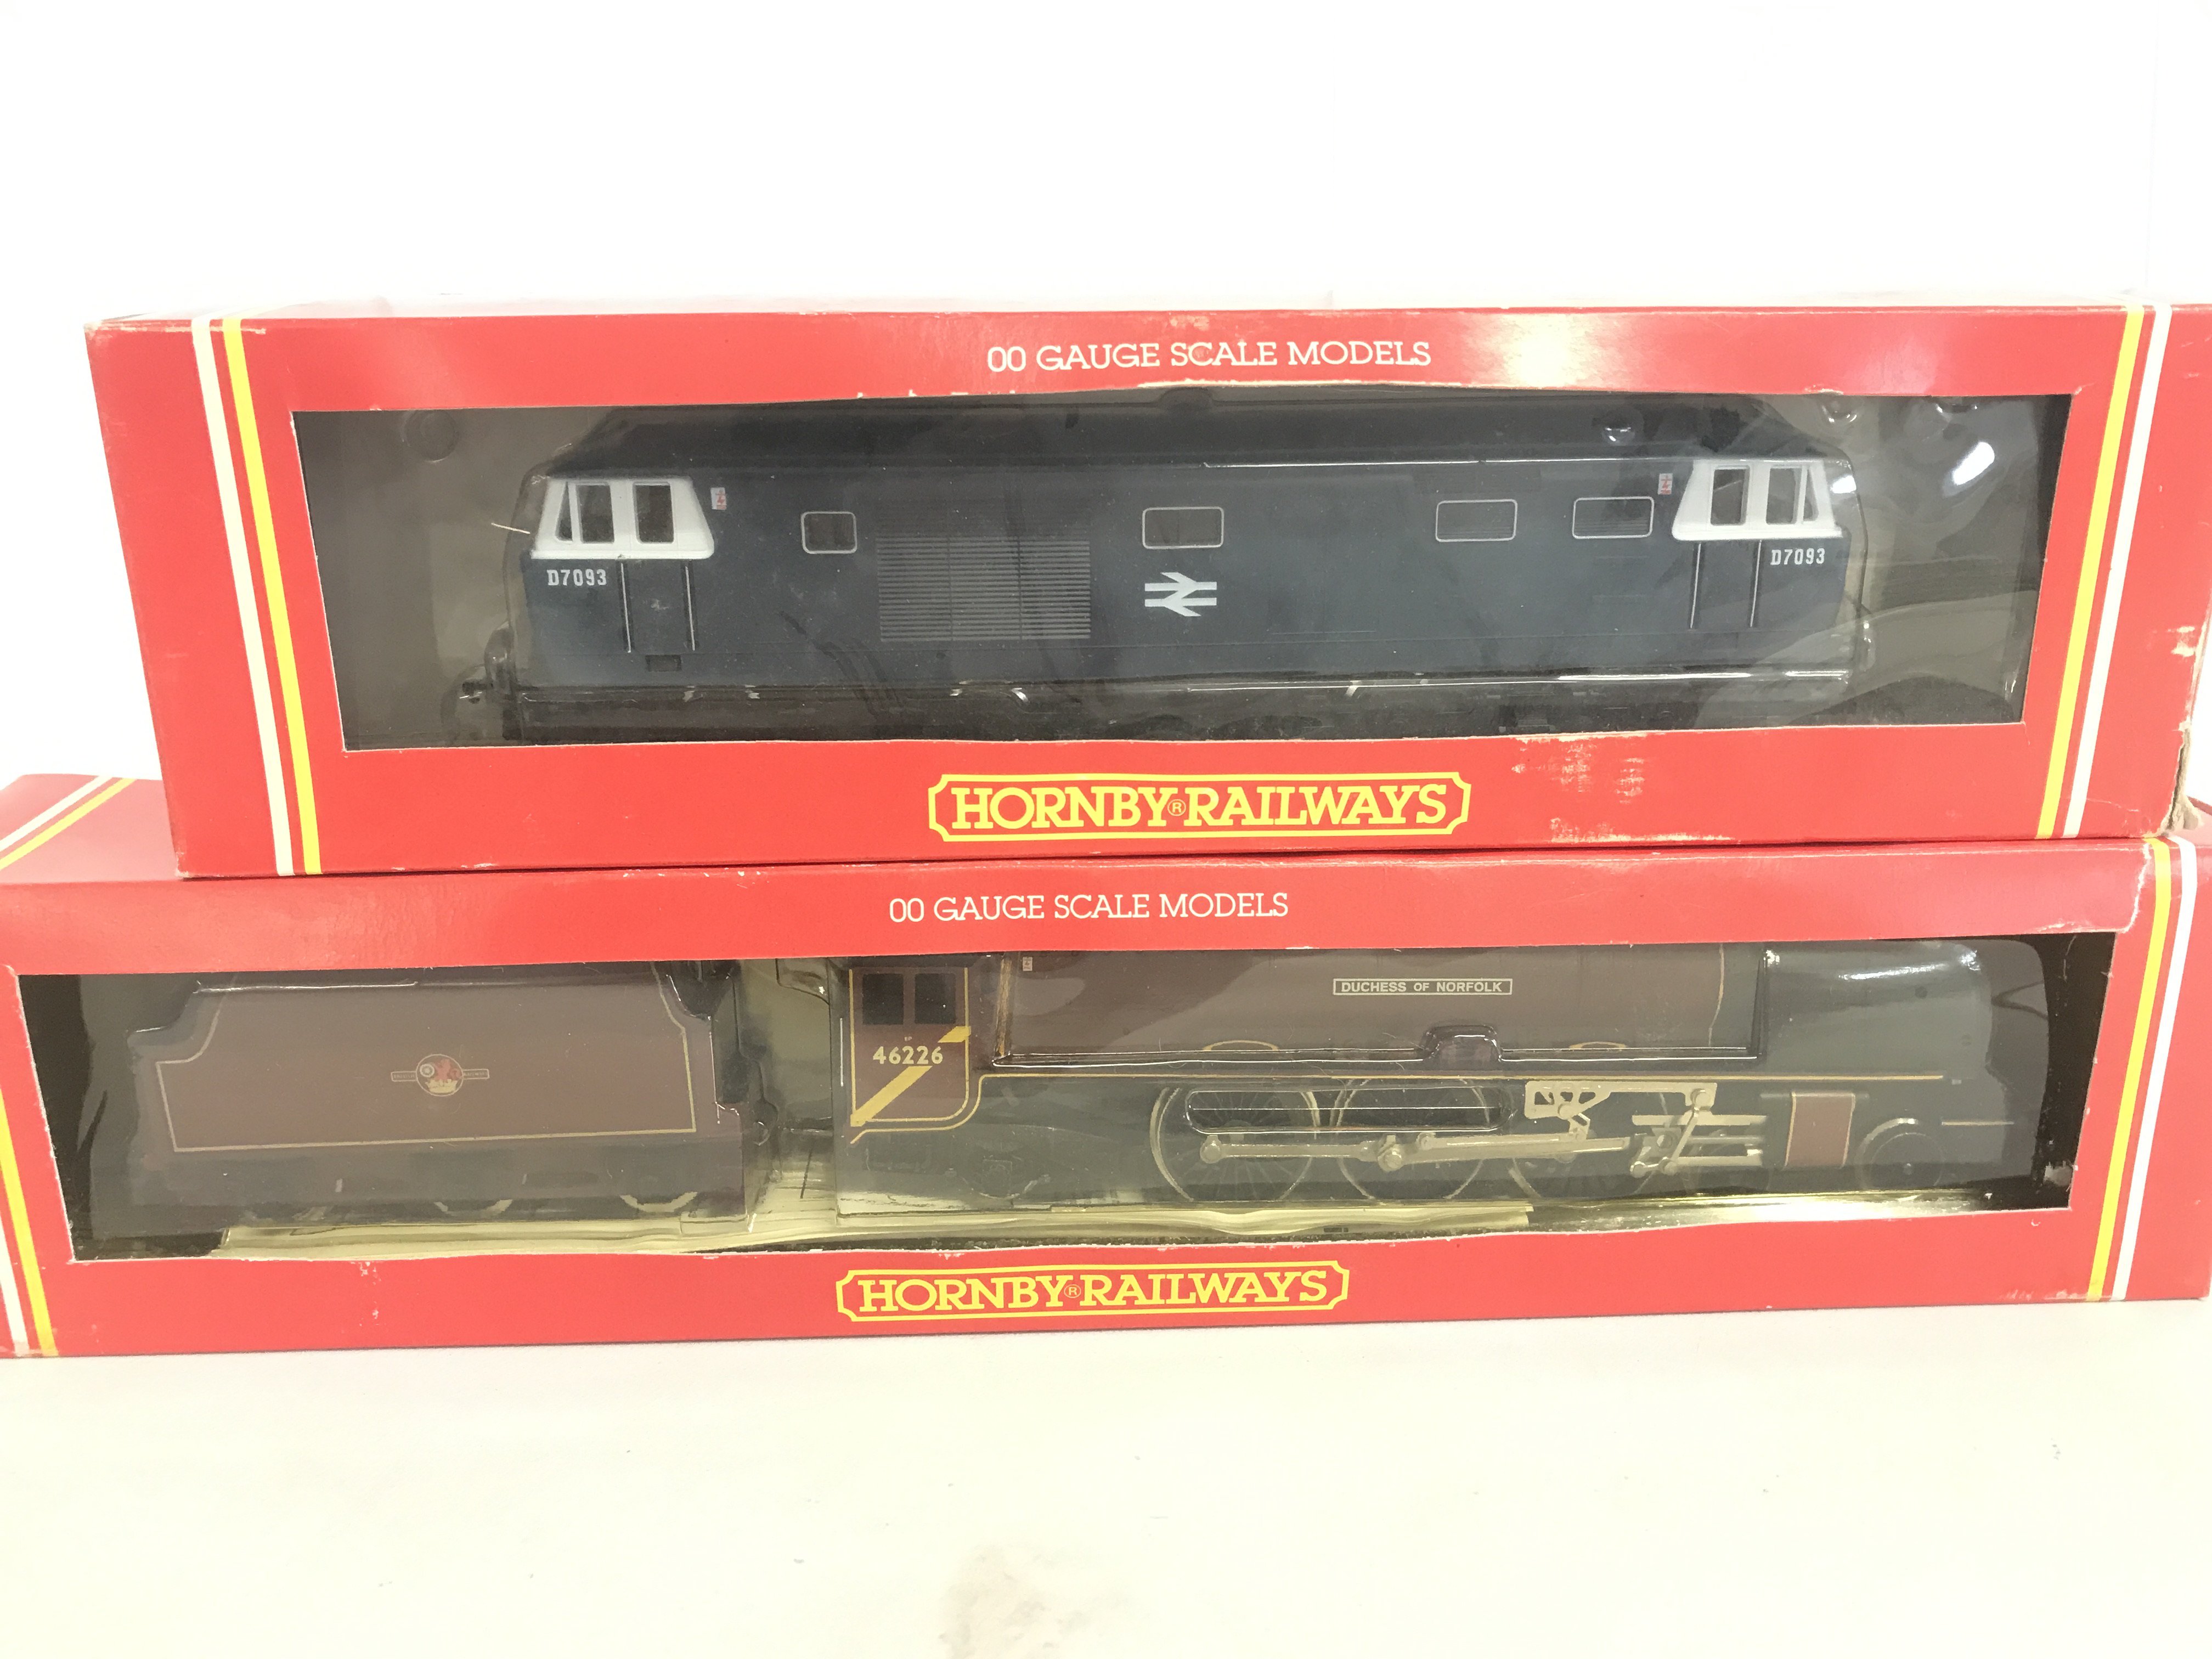 00 GAUGE SCALE MODELS
D7093
D7093
HORNBY® RAILWAYS
00 GAUGE SCALE MODELS
DUCHESS OF NORFOLK
46226
HORNBY® RAILWAYS